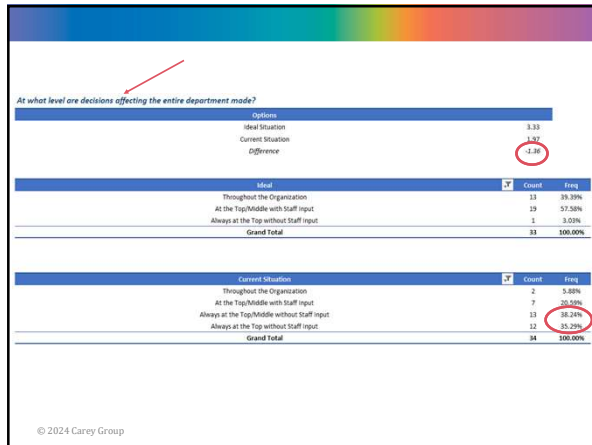 At what level are decisions affecting the entire department made?
Options
Ideal Situation 3.33
Current Situation 1.97
Difference -1.36
Ideal Count Freq
Throughout the Organization 13 39.39%
At the Top/Middle with Staff Input 19 57.58%
Always at the Top without Staff Input 1 3.03%
Grand Total 33 100.00%
Current Situation Count Freq
Throughout the Organization 2 5.88%
At the Top/Middle with Staff Input 7 20.59%
Always at the Top/Middle without Staff Input 13 38.24%
Always at the Top without Staff Input 12 35.29%
Grand Total 34 100.00%
© 2024 Carey Group